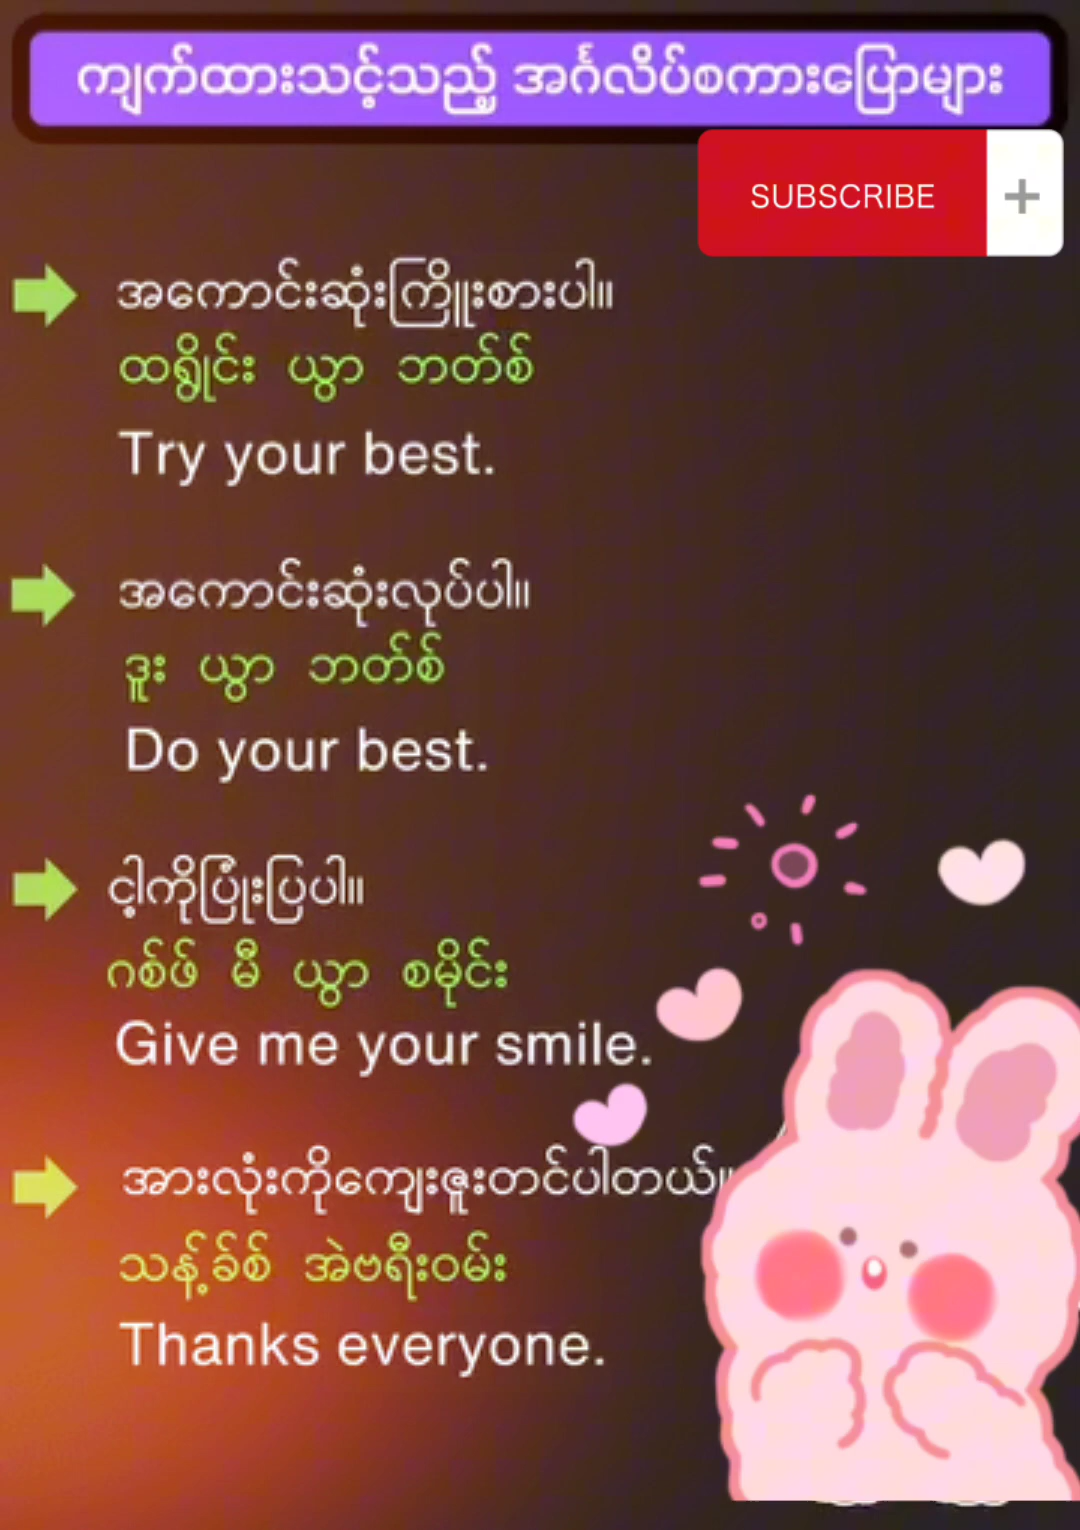 ကျက်ထားသင့်သည့် အင်္ဂလိပ်စကားပြောများ
SUBSCRIBE +
အကောင်းဆုံးကြိုးစားပါ။
ထရွိုင်း ယွာ ဘတ်စ်
Try your best.
အကောင်းဆုံးလုပ်ပါ။
ဒူး ယွာ ဘတ်စ်
Do your best.
ငါ့ကိုပြုံးပြပါ။
ဂစ်ဖ် မီ ယွာ စမိုင်း
Give me your smile.
အားလုံးကိုကျေးဇူးတင်ပါတယ်။
သန့်ခ်စ် အဲဗရီးဝမ်း
Thanks everyone.